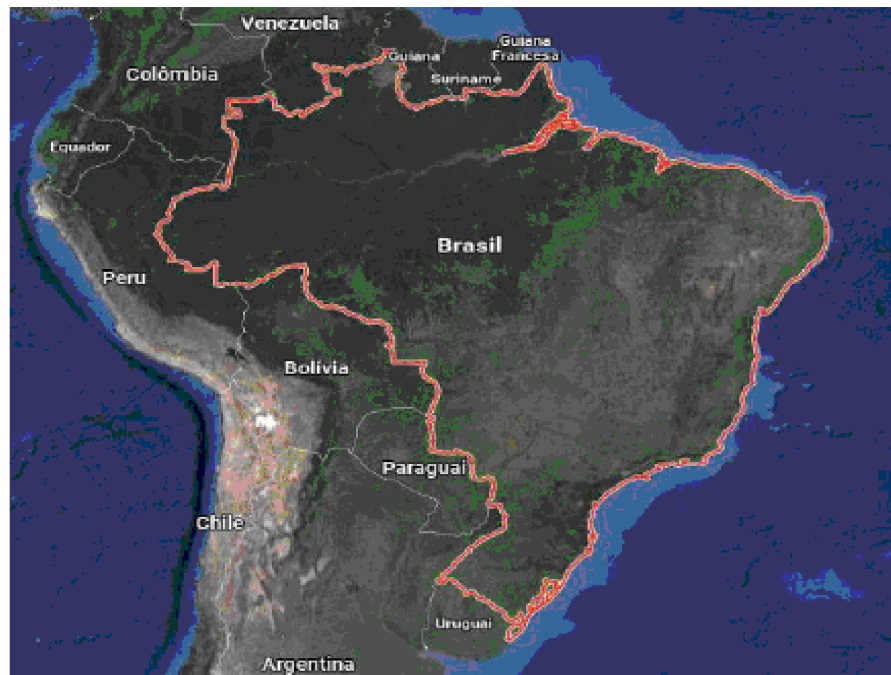 Venezuela
Guiana
Guiana
Francesa
Suriname
Colômbia
Equador
Brasil
Peru
Bolívia
Paraguai
Chile
Uruguai
Argentina